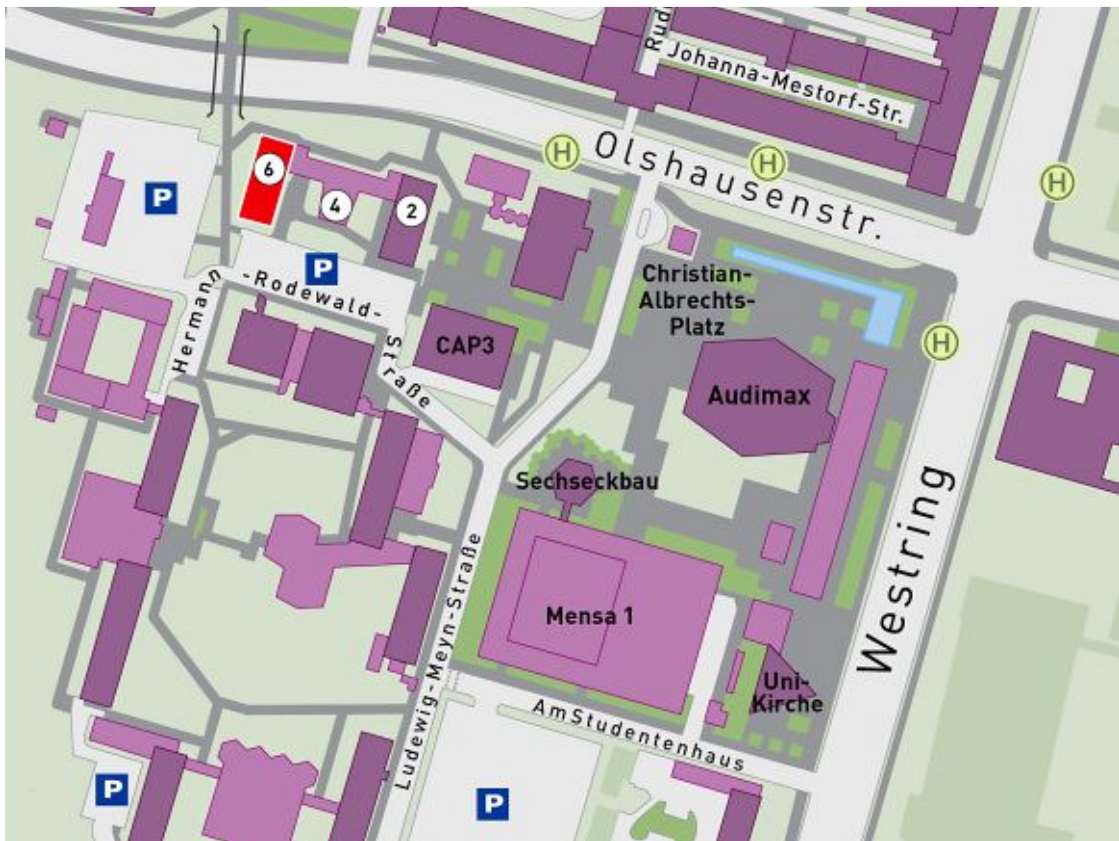 Rud
Johanna-Mestorf-Str.
H
Olshausenstr.
H
H
6
P
4
2
P
Christian-
Albrechts-
Platz
Hermann
-Rodewald-
Straße
H
CAP3
Audimax
Sechseckbau
Westring
Ludewig-Meyn-Straße
Mensa 1
Uni-
Kirche
Am Studentenhaus
P
P